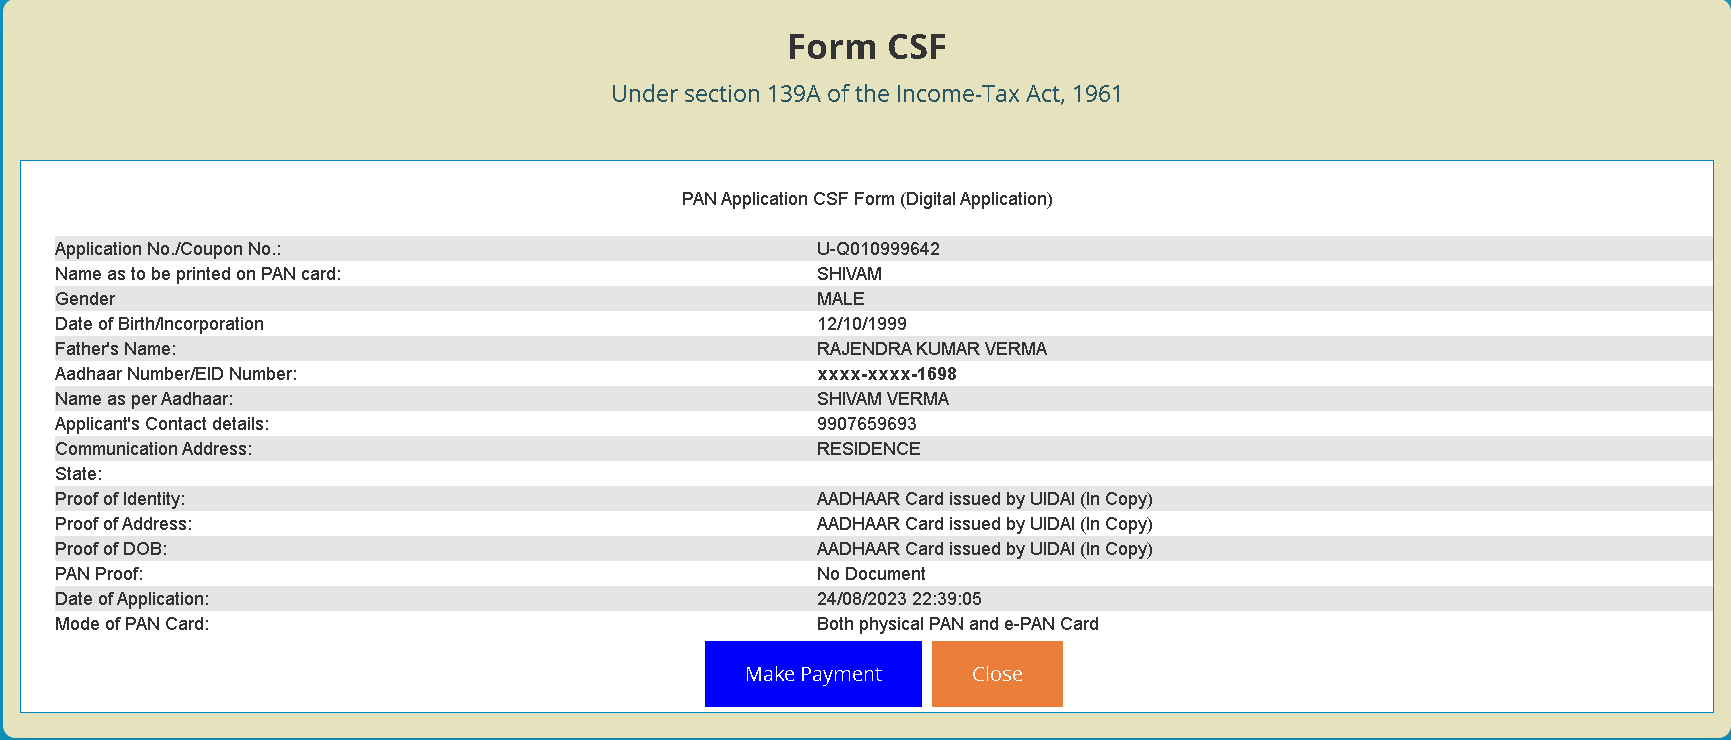 Form CSF
Under section 139A of the Income-Tax Act, 1961
PAN Application CSF Form (Digital Application)
Application No./Coupon No.: U-Q010999642
Name as to be printed on PAN card: SHIVAM
Gender MALE
Date of Birth/Incorporation 12/10/1999
Father's Name: RAJENDRA KUMAR VERMA
Aadhaar Number/EID Number: xxxx-xxxx-1698
Name as per Aadhaar: SHIVAM VERMA
Applicant's Contact details: 9907659693
Communication Address: RESIDENCE
State:
Proof of Identity: AADHAAR Card issued by UIDAI (In Copy)
Proof of Address: AADHAAR Card issued by UIDAI (In Copy)
Proof of DOB: AADHAAR Card issued by UIDAI (In Copy)
PAN Proof: No Document
Date of Application: 24/08/2023 22:39:05
Mode of PAN Card: Both physical PAN and e-PAN Card
Make Payment Close